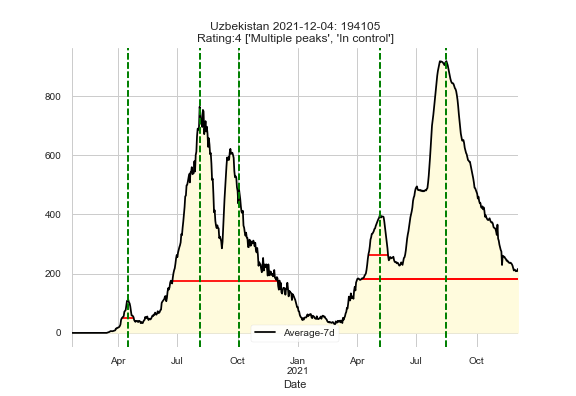 Uzbekistan 2021-12-04: 194105
Rating:4 ['Multiple peaks', 'In control']
800
600
400
200
0
Average-7d
Apr Jul Oct Jan Apr Jul Oct
2021
Date